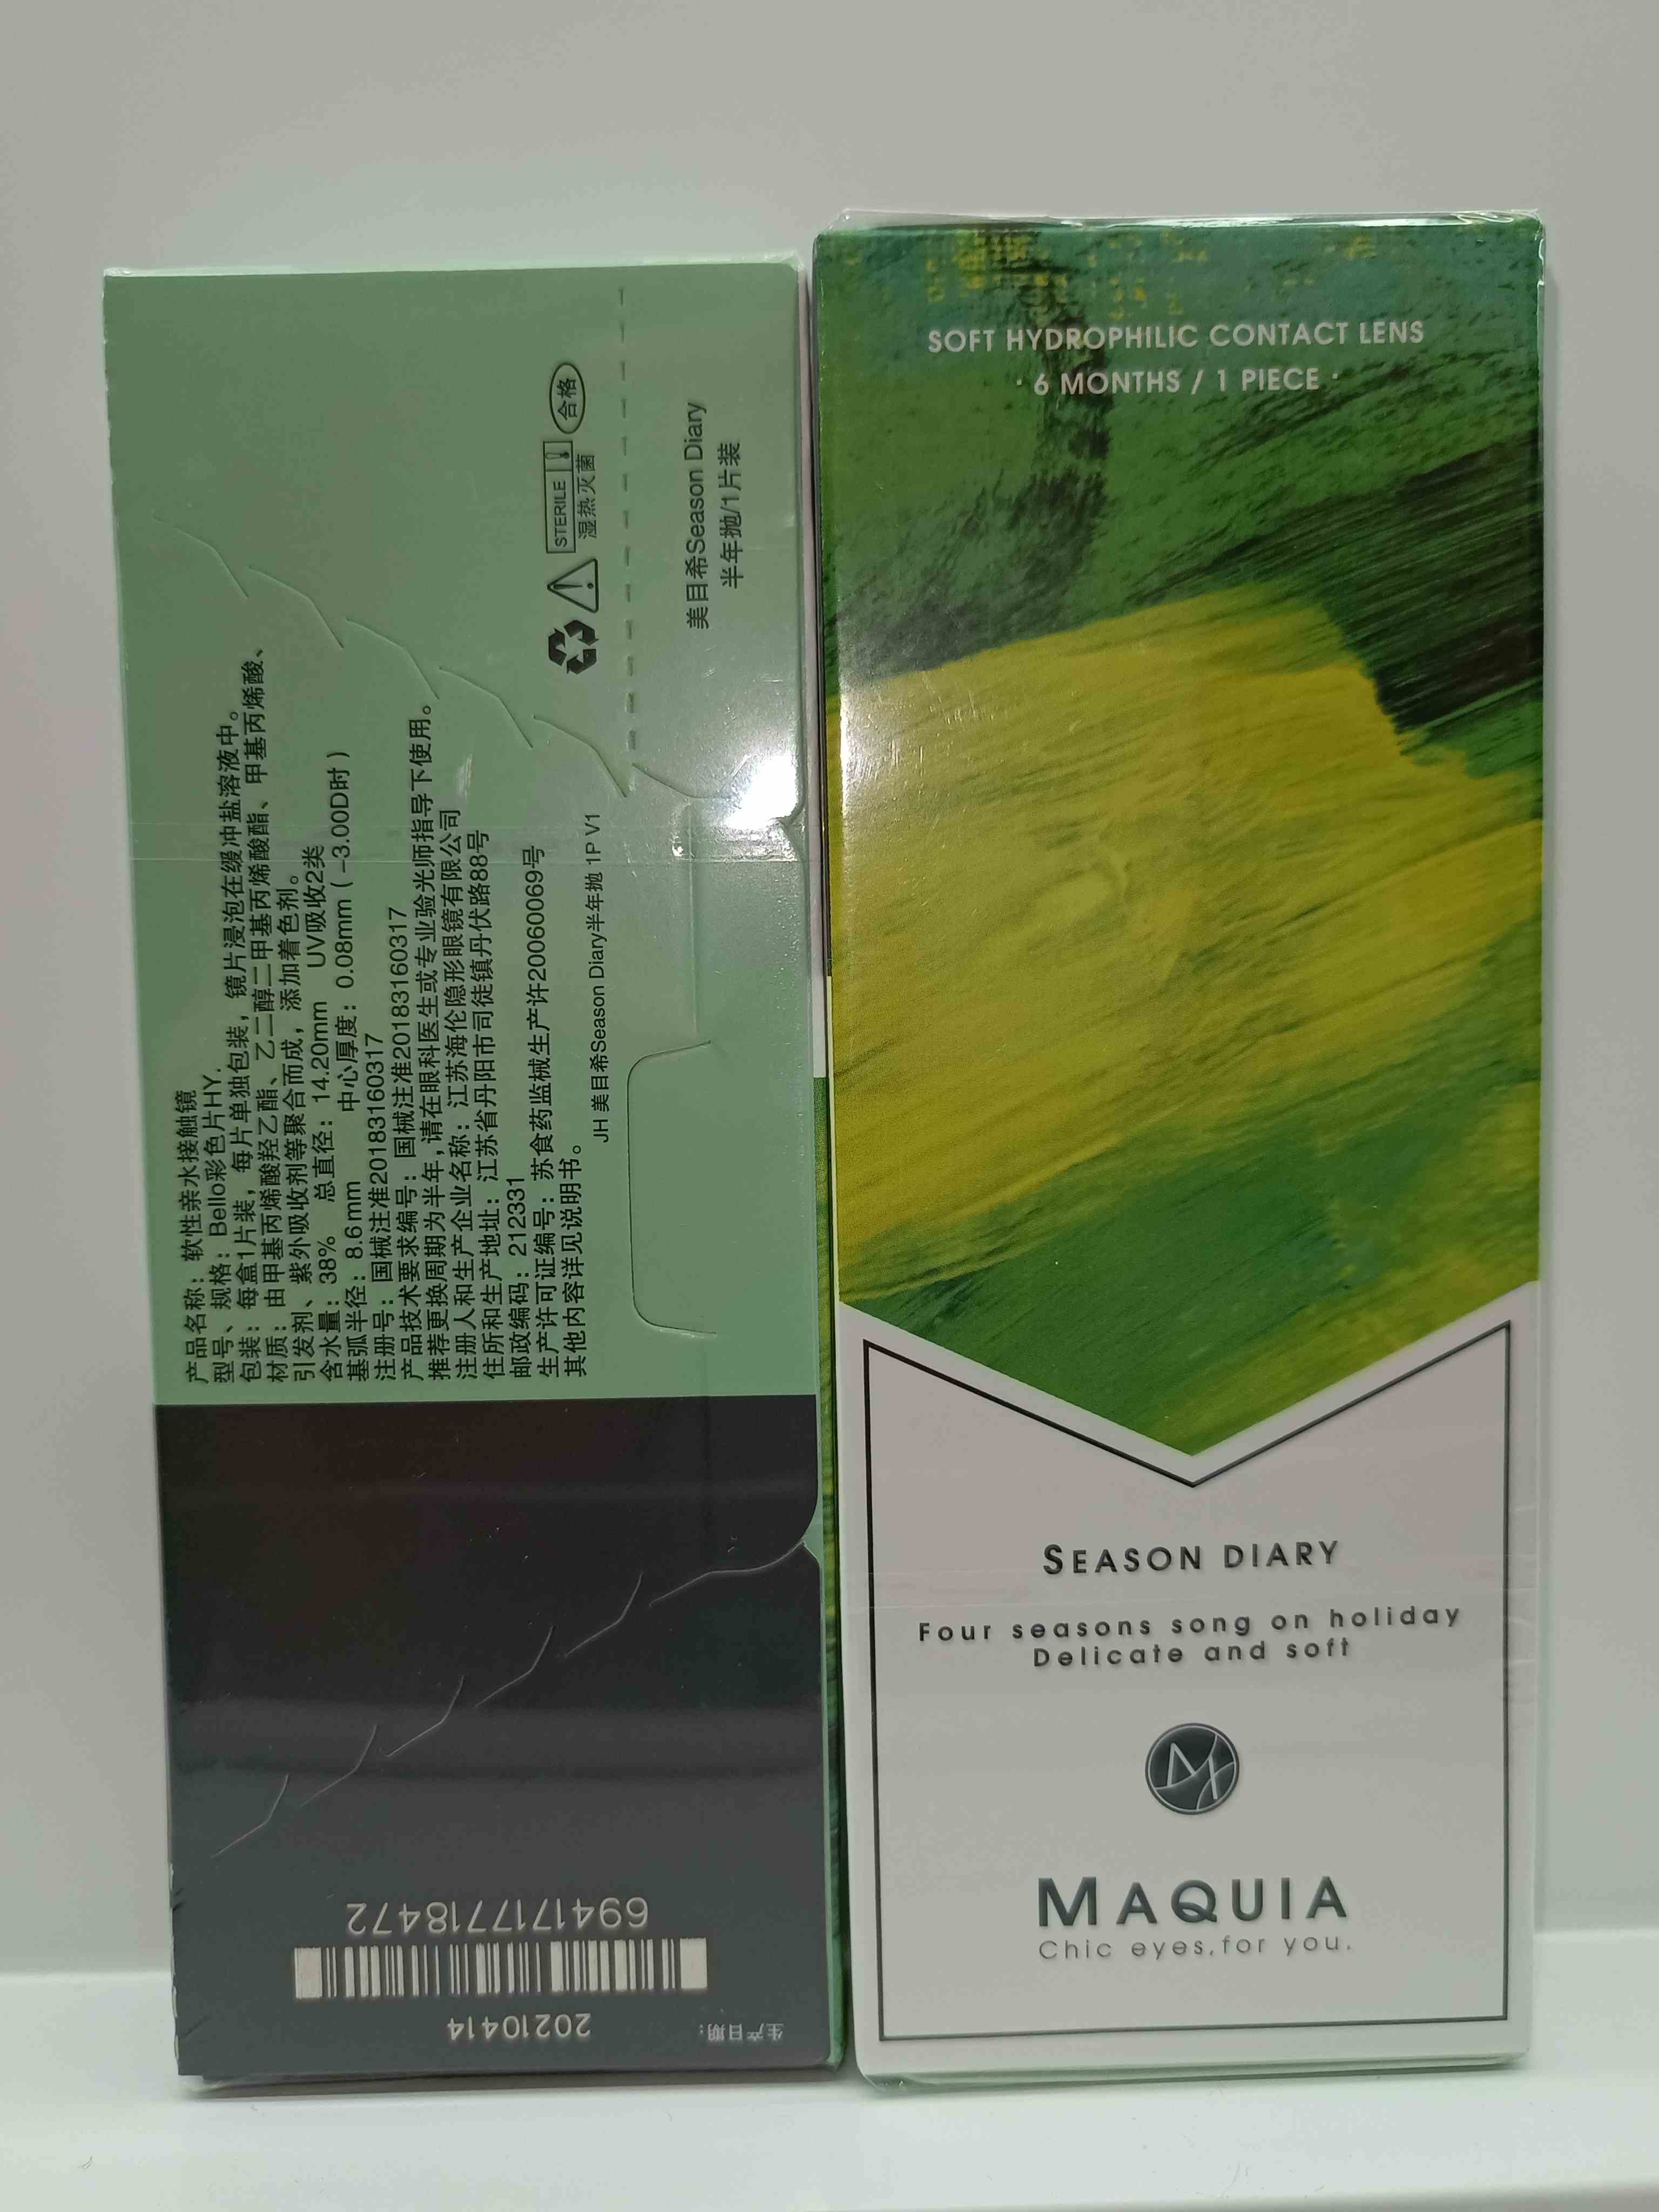 产品名称：软性亲水接触镜
型号、规格：Bello彩色片HY.
包装：每盒1片装，每片单独包装，镜片浸泡在缓冲盐溶液中。
材质：由甲基丙烯酸羟乙酯、乙二醇二甲基丙烯酸酯、甲基丙烯酸、
引发剂、紫外吸收剂等聚合而成，添加着色剂。
含水量：38% 总直径：14.20mm UV吸收2类
基弧半径：8.6mm 中心厚度：0.08mm（-3.00D时）
注册号：国械注准20183160317
产品技术要求编号：国械注准20183160317
推荐更换周期为半年,请在眼科医生或专业验光师指导下使用。
注册人和生产企业名称：江苏海伦隐形眼镜有限公司
住所和生产地址：江苏省丹阳市司徒镇丹伏路88号
邮政编码：212331
生产许可证编号：苏食药监械生产许20060069号
其他内容详见说明书。
JH 美目希Season Diary半年抛 1P V1
STERILE
湿热灭菌
合格
美目希Season Diary
半年抛/1片装
6941717718472
生产日期：
20210414
SOFT HYDROPHILIC CONTACT LENS
· 6 MONTHS / 1 PIECE ·
SEASON DIARY
Four seasons song on holiday
Delicate and soft
MAQUIA
Chic eyes,for you.